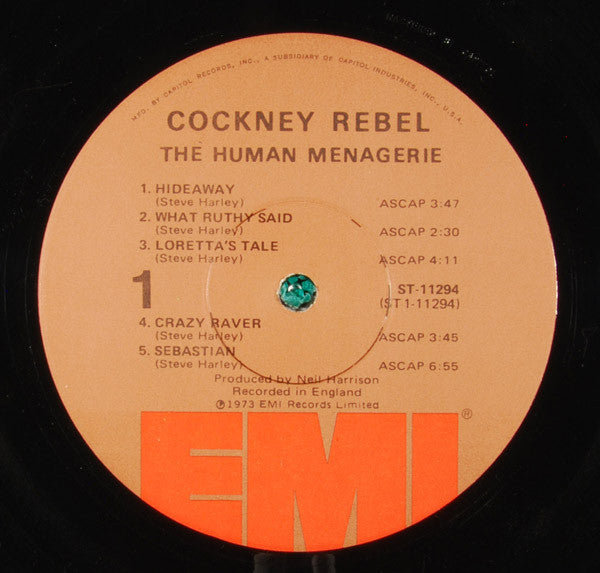 MFG. BY CAPITOL RECORDS, INC., A SUBSIDIARY OF CAPITOL INDUSTRIES, INC., U.S.A.
COCKNEY REBEL
THE HUMAN MENAGERIE
1. HIDEAWAY
(Steve Harley) ASCAP 3:47
2. WHAT RUTHY SAID
(Steve Harley) ASCAP 2:30
3. LORETTA'S TALE
(Steve Harley) ASCAP 4:11
1 ST-11294
(ST1-11294)
4. CRAZY RAVER
(Steve Harley) ASCAP 3:45
5. SEBASTIAN
(Steve Harley) ASCAP 6:55
Produced by Neil Harrison
Recorded in England
℗1973 EMI Records Limited
EMI®